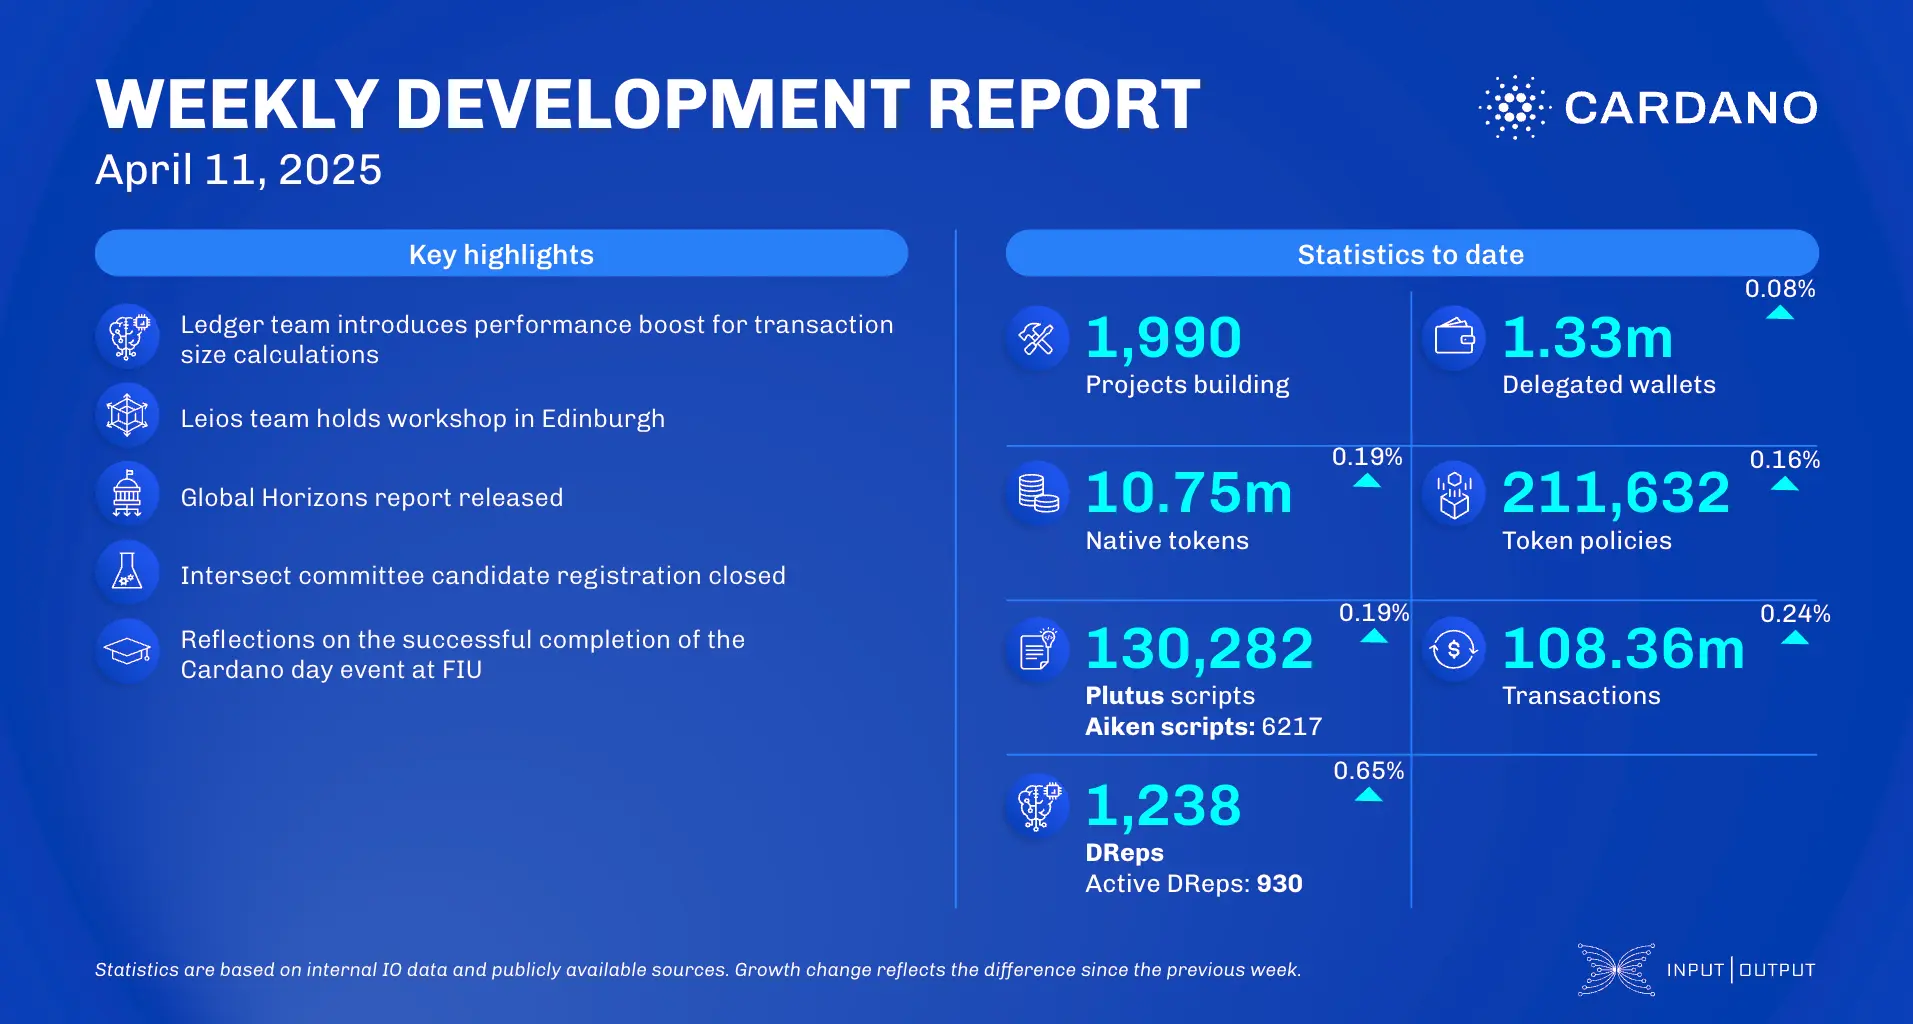 WEEKLY DEVELOPMENT REPORT
April 11, 2025
CARDANO
Key highlights
Ledger team introduces performance boost for transaction
size calculations
Leios team holds workshop in Edinburgh
Global Horizons report released
Intersect committee candidate registration closed
Reflections on the successful completion of the
Cardano day event at FIU
Statistics to date
1,990
Projects building
0.08%
1.33m
Delegated wallets
0.19%
10.75m
Native tokens
0.16%
211,632
Token policies
0.19%
130,282
Plutus scripts
Aiken scripts: 6217
0.24%
108.36m
$
Transactions
0.65%
1,238
DReps
Active DReps: 930
Statistics are based on internal IO data and publicly available sources. Growth change reflects the difference since the previous week.
INPUT | OUTPUT